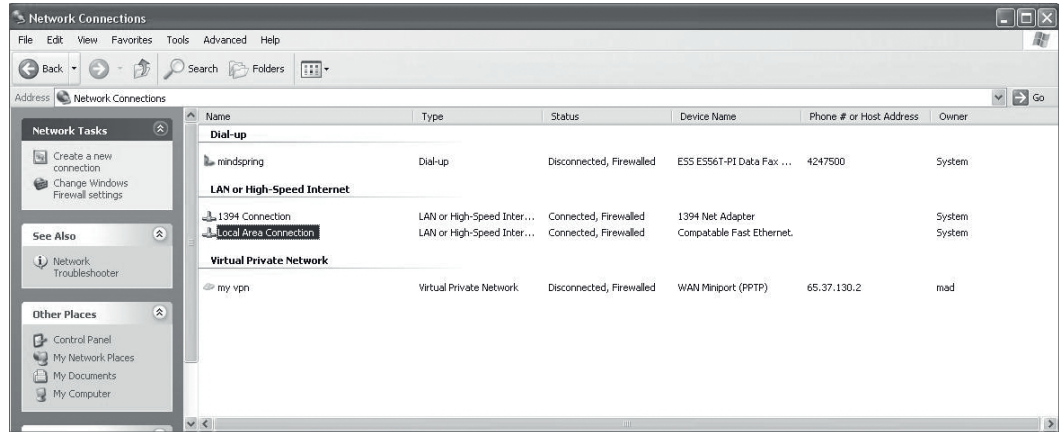 Network Connections
File Edit View Favorites Tools Advanced Help
Back Search Folders
Address Network Connections Go
Network Tasks
Create a new connection
Change Windows Firewall settings
See Also
Network Troubleshooter
Other Places
Control Panel
My Network Places
My Documents
My Computer
Name Type Status Device Name Phone # or Host Address Owner
Dial-up
mindspring Dial-up Disconnected, Firewalled ESS ES56T-PI Data Fax ... 4247500 System
LAN or High-Speed Internet
1394 Connection LAN or High-Speed Inter... Connected, Firewalled 1394 Net Adapter System
Local Area Connection LAN or High-Speed Inter... Connected, Firewalled Compatable Fast Ethernet. System
Virtual Private Network
my vpn Virtual Private Network Disconnected, Firewalled WAN Miniport (PPTP) 65.37.130.2 mad